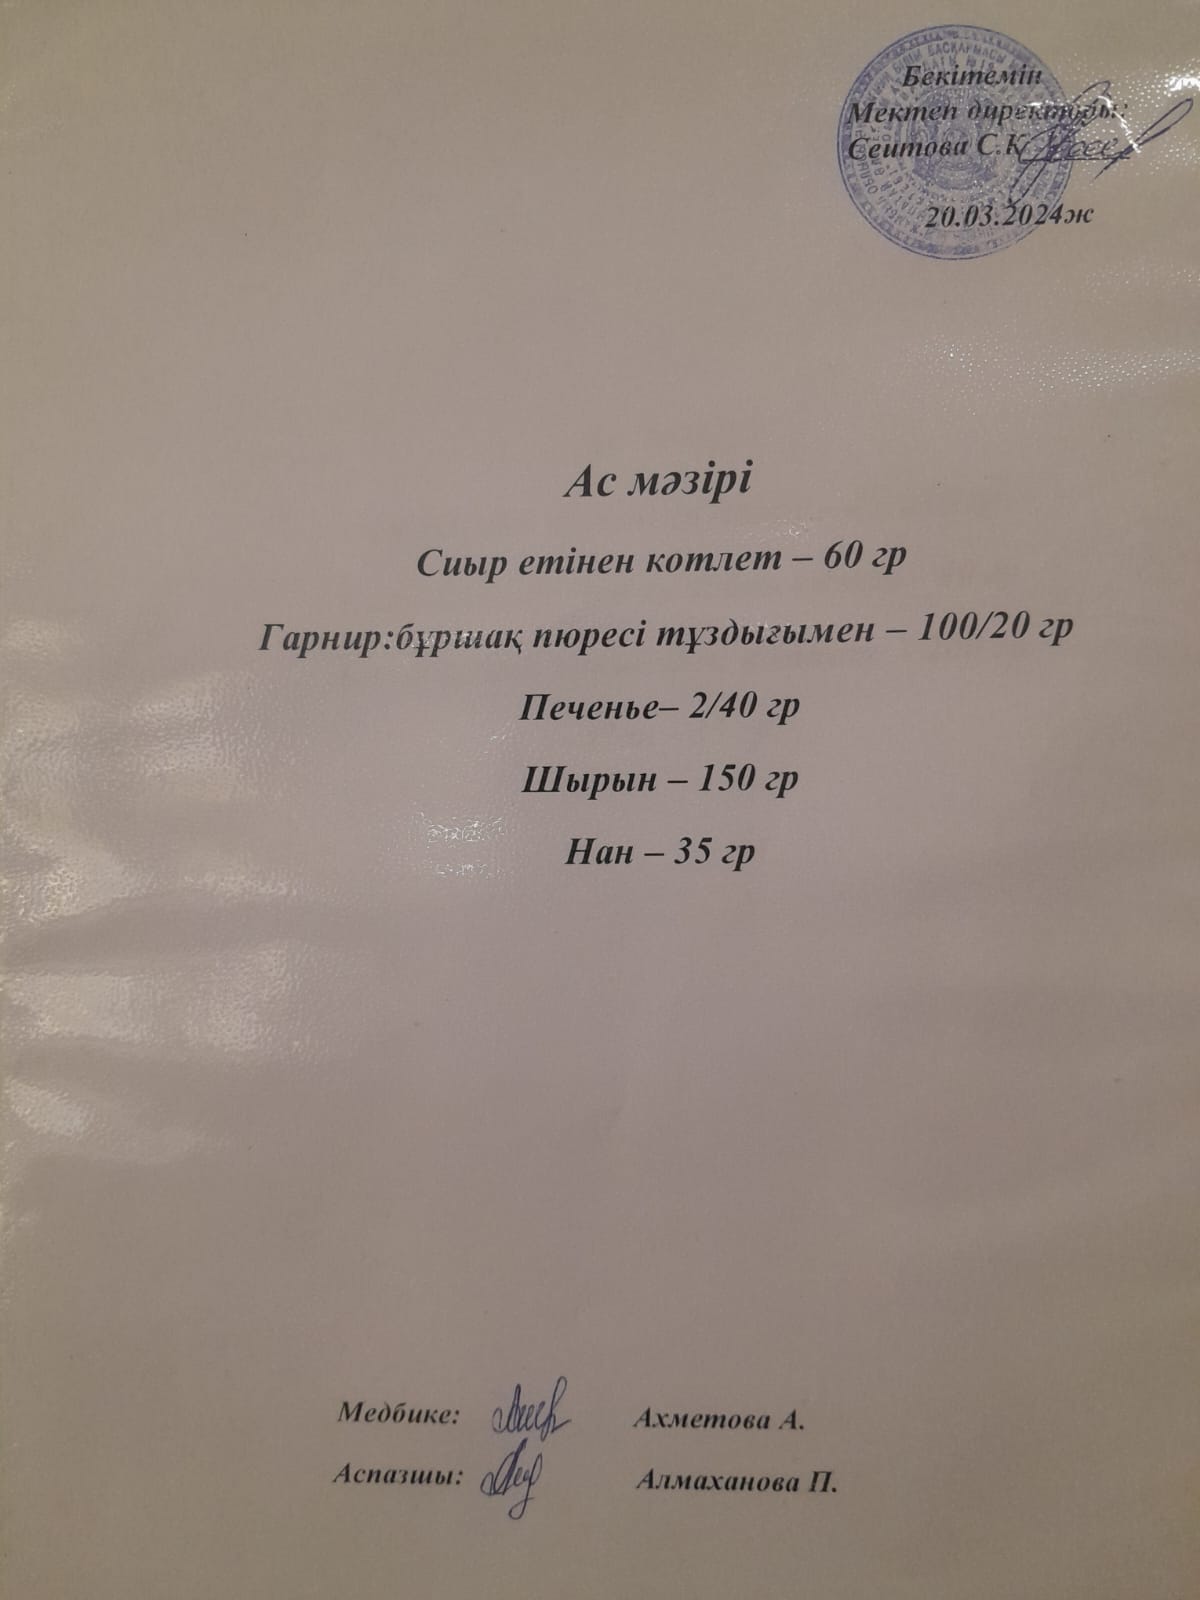 Бекітемін
Мектеп директоры:
Сеитова С.Қ
20.03.2024ж
Ас мәзірі
Сиыр етінен котлет – 60 гр
Гарнир:бұршақ пюресі тұздығымен – 100/20 гр
Печенье– 2/40 гр
Шырын – 150 гр
Нан – 35 гр
Медбике: Ахметова А.
Аспазшы: Алмаханова П.